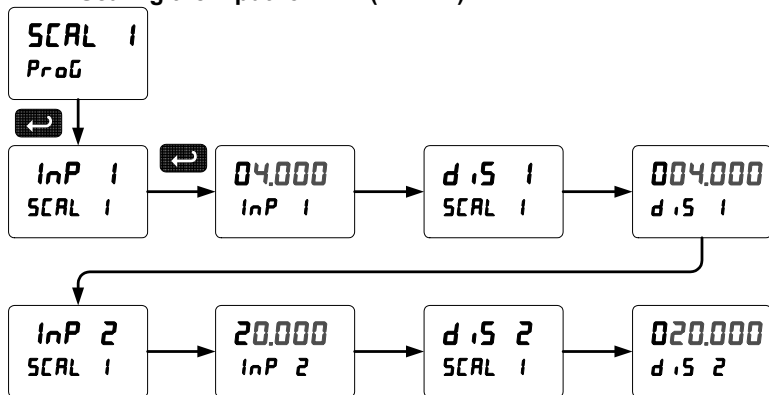 SCAL 1
ProG
InP 1
SCAL 1
04.000
InP 1
diS 1
SCAL 1
004.000
diS 1
InP 2
SCAL 1
20.000
InP 2
diS 2
SCAL 1
020.000
diS 2